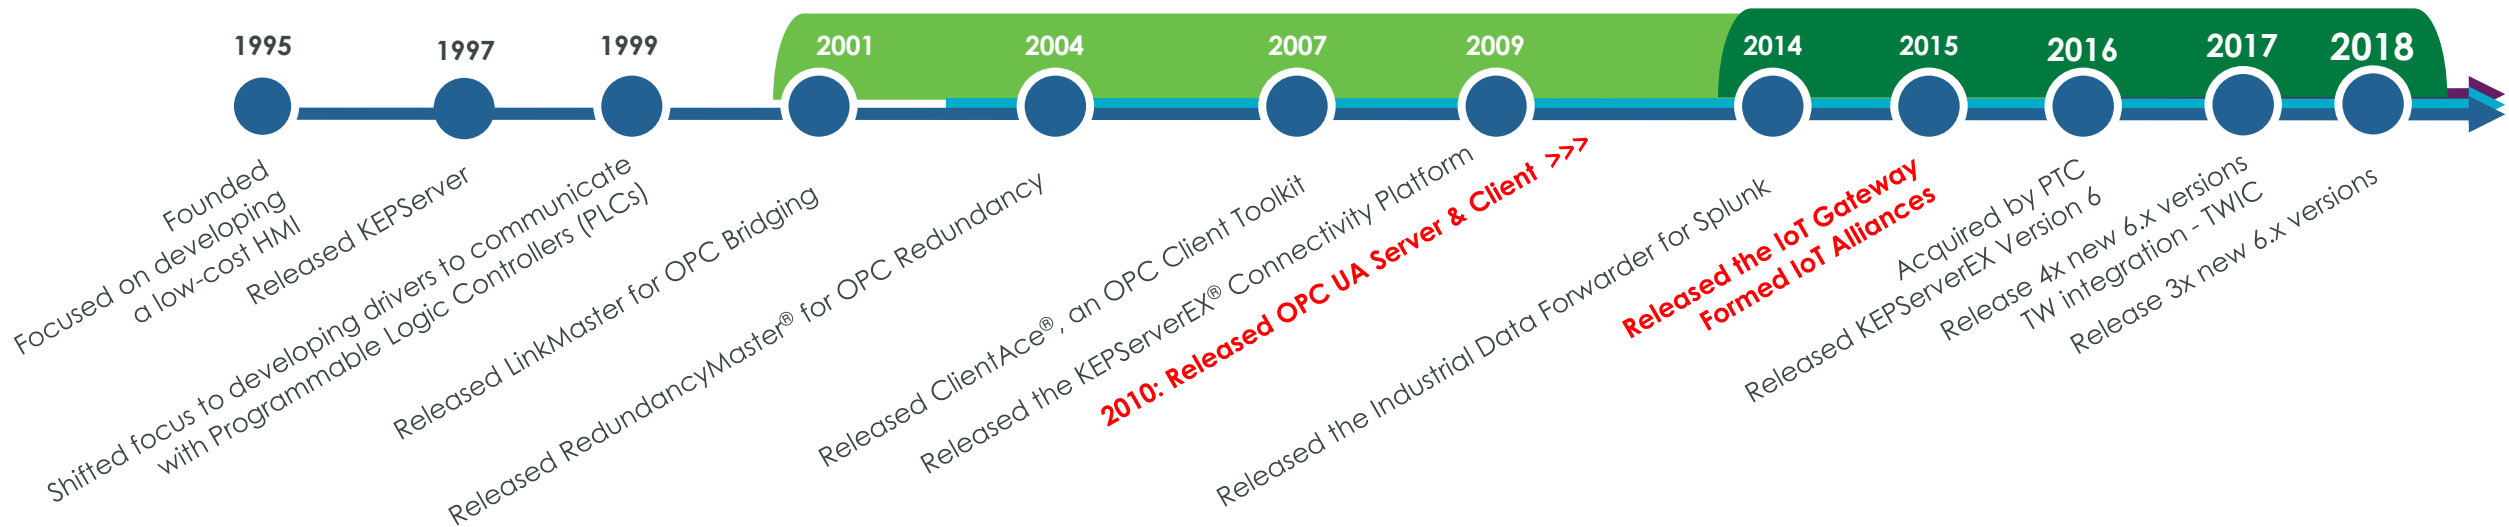 1995
1997
1999
2001
2004
2007
2009
2014
2015
2016
2017
2018
Founded
Focused on developing
a low-cost HMI
Released KEPServer
Shifted focus to developing drivers to communicate
with Programmable Logic Controllers (PLCs)
Released LinkMaster for OPC Bridging
Released RedundancyMaster® for OPC Redundancy
Released ClientAce®, an OPC Client Toolkit
Released the KEPServerEX® Connectivity Platform
2010: Released OPC UA Server & Client >>>
Released the Industrial Data Forwarder for Splunk
Released the IoT Gateway
Formed IoT Alliances
Acquired by PTC
Released KEPServerEX Version 6
Release 4x new 6.x versions
TW integration - TWIC
Release 3x new 6.x versions